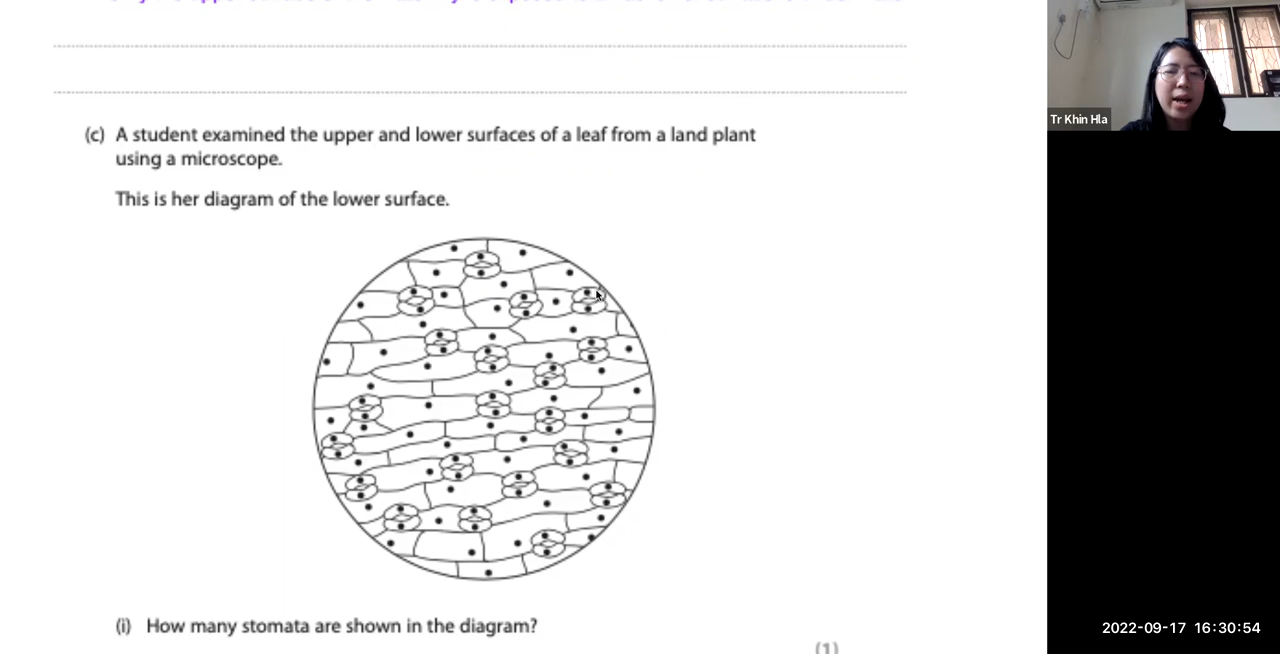 (c) A student examined the upper and lower surfaces of a leaf from a land plant
using a microscope.
This is her diagram of the lower surface.
(i) How many stomata are shown in the diagram?
(1)
Tr Khin Hla
2022-09-17 16:30:54